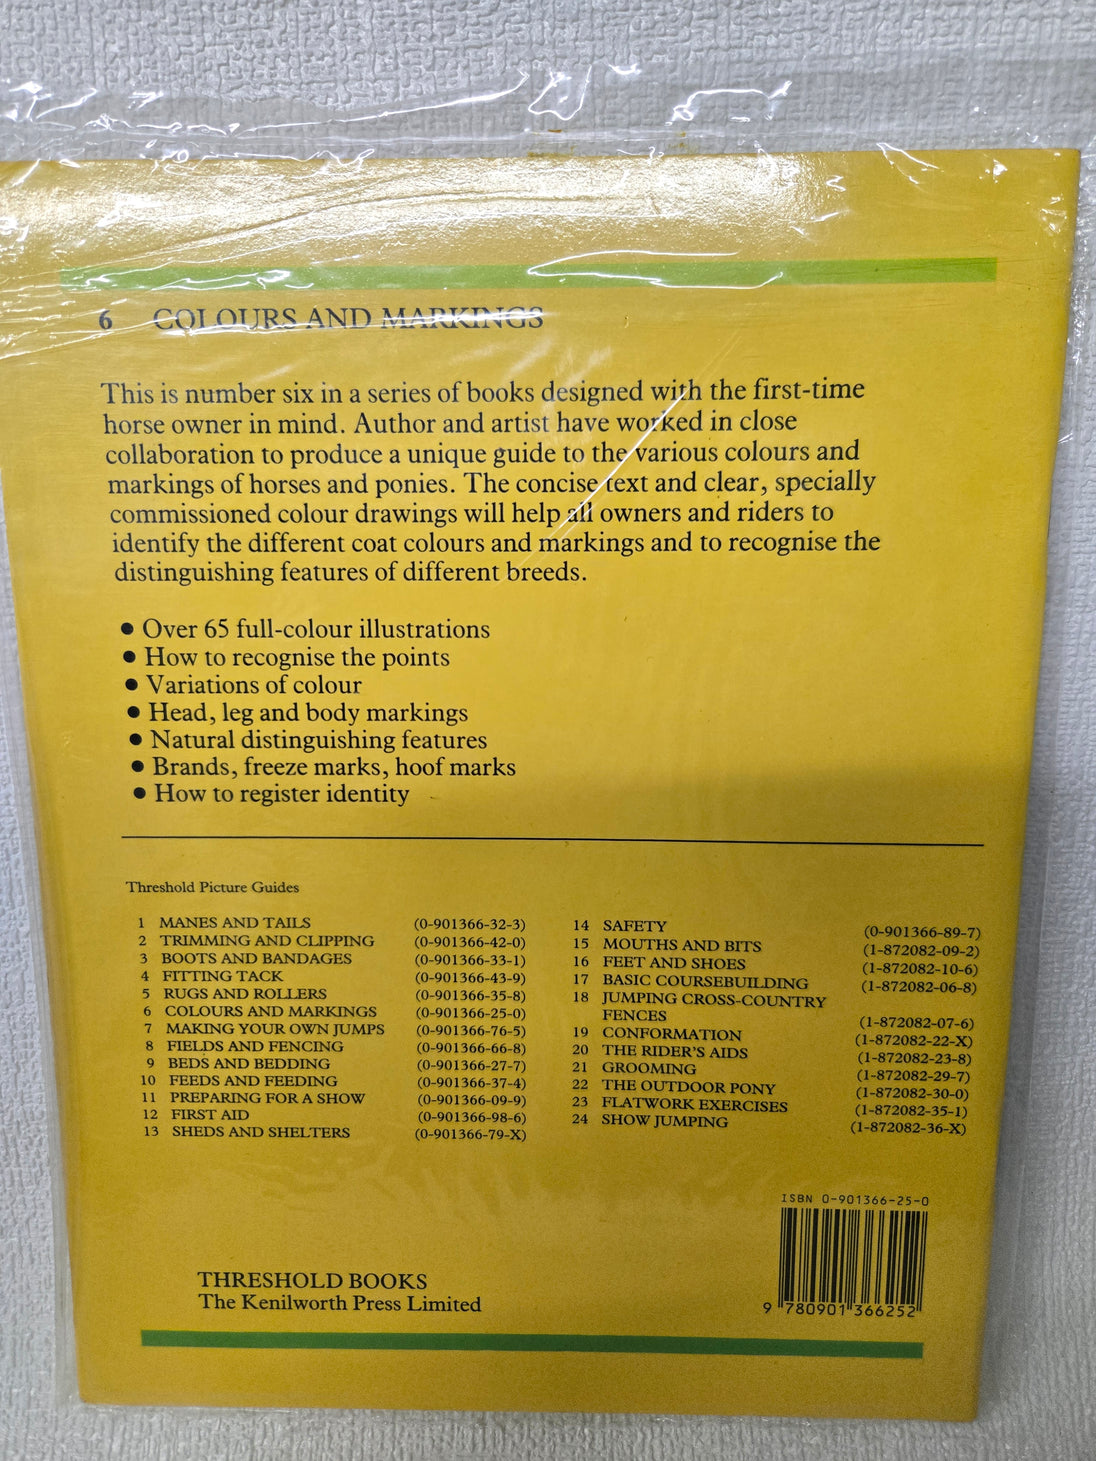 6 COLOURS AND MARKINGS
This is number six in a series of books designed with the first-time
horse owner in mind. Author and artist have worked in close
collaboration to produce a unique guide to the various colours and
markings of horses and ponies. The concise text and clear, specially
commissioned colour drawings will help all owners and riders to
identify the different coat colours and markings and to recognise the
distinguishing features of different breeds.
• Over 65 full-colour illustrations
• How to recognise the points
• Variations of colour
• Head, leg and body markings
• Natural distinguishing features
• Brands, freeze marks, hoof marks
• How to register identity
Threshold Picture Guides
1 MANES AND TAILS (0-901366-32-3)
2 TRIMMING AND CLIPPING (0-901366-42-0)
3 BOOTS AND BANDAGES (0-901366-33-1)
4 FITTING TACK (0-901366-43-9)
5 RUGS AND ROLLERS (0-901366-35-8)
6 COLOURS AND MARKINGS (0-901366-25-0)
7 MAKING YOUR OWN JUMPS (0-901366-76-5)
8 FIELDS AND FENCING (0-901366-66-8)
9 BEDS AND BEDDING (0-901366-27-7)
10 FEEDS AND FEEDING (0-901366-37-4)
11 PREPARING FOR A SHOW (0-901366-09-9)
12 FIRST AID (0-901366-98-6)
13 SHEDS AND SHELTERS (0-901366-79-X)
14 SAFETY (0-901366-89-7)
15 MOUTHS AND BITS (1-872082-09-2)
16 FEET AND SHOES (1-872082-10-6)
17 BASIC COURSEBUILDING (1-872082-06-8)
18 JUMPING CROSS-COUNTRY
FENCES (1-872082-07-6)
19 CONFORMATION (1-872082-22-X)
20 THE RIDER'S AIDS (1-872082-23-8)
21 GROOMING (1-872082-29-7)
22 THE OUTDOOR PONY (1-872082-30-0)
23 FLATWORK EXERCISES (1-872082-35-1)
24 SHOW JUMPING (1-872082-36-X)
ISBN 0-901366-25-0
9 780901 366252
THRESHOLD BOOKS
The Kenilworth Press Limited